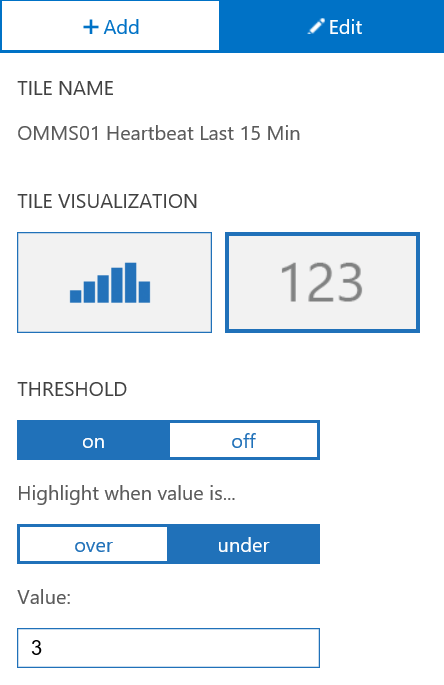 + Add
Edit
TILE NAME
OMMS01 Heartbeat Last 15 Min
TILE VISUALIZATION
123
THRESHOLD
on off
Highlight when value is...
over under
Value:
3